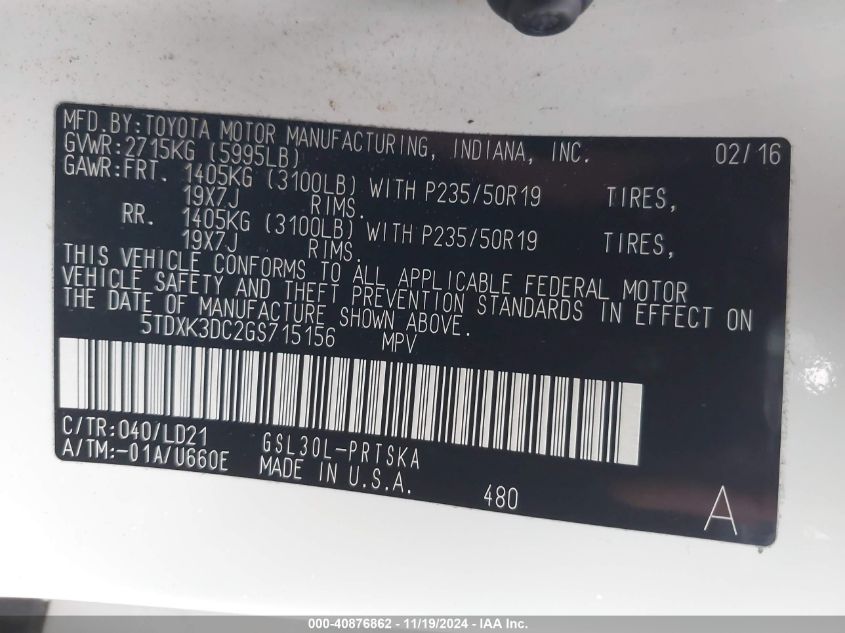 MFD.BY:TOYOTA MOTOR MANUFACTURING, INDIANA, INC. 02/16
GVWR:2715KG (5995LB)
GAWR:FRT. 1405KG (3100LB) WITH P235/50R19 TIRES,
19X7J RIMS.
RR. 1405KG (3100LB) WITH P235/50R19 TIRES,
19X7J RIMS.
THIS VEHICLE CONFORMS TO ALL APPLICABLE FEDERAL MOTOR
VEHICLE SAFETY AND THEFT PREVENTION STANDARDS IN EFFECT ON
THE DATE OF MANUFACTURE SHOWN ABOVE.
5TDXK3DC2GS715156 MPV
C/TR:040/LD21 GSL30L-PRTSKA
A/TM:-01A/U660E MADE IN U.S.A.
480 A
000-40876862 - 11/19/2024 - IAAI.com